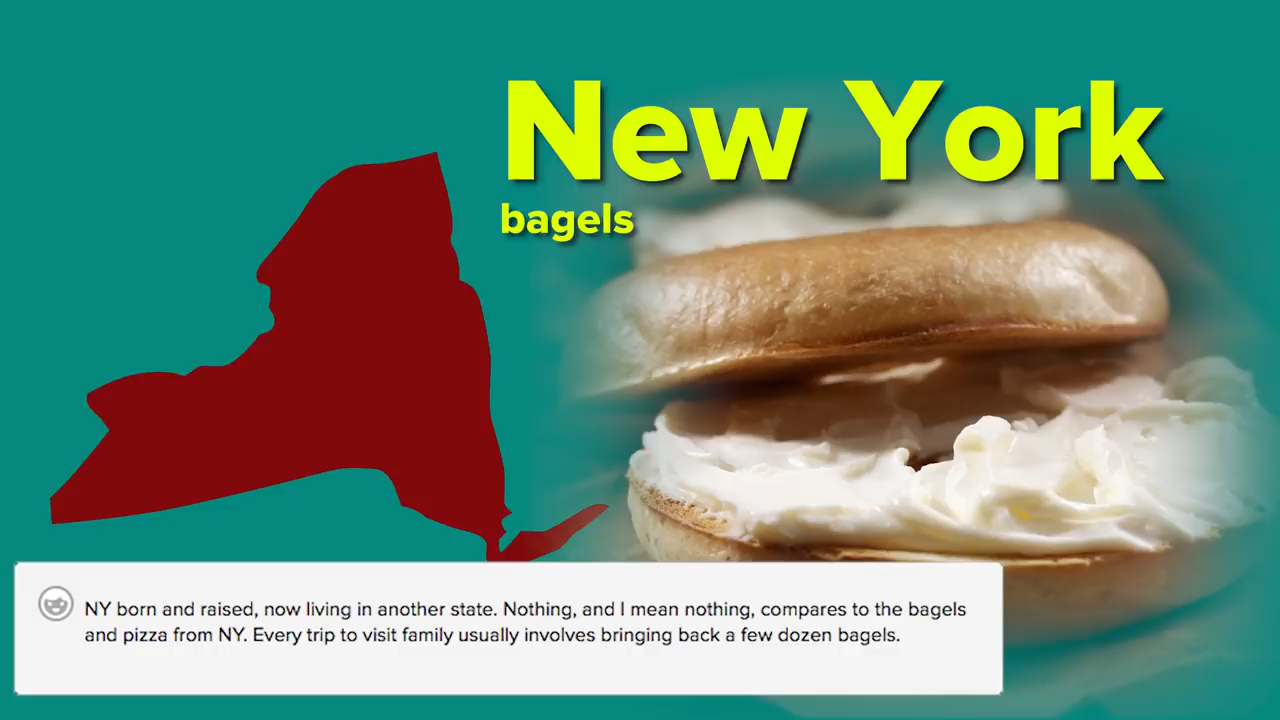 New York
bagels
NY born and raised, now living in another state. Nothing, and I mean nothing, compares to the bagels
and pizza from NY. Every trip to visit family usually involves bringing back a few dozen bagels.